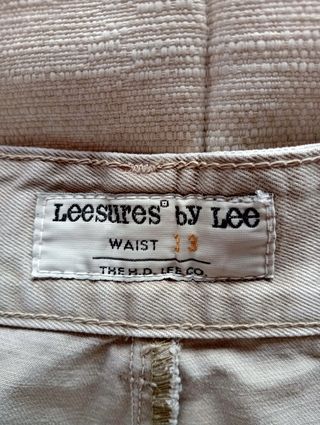 Leesures® by Lee
WAIST 33
THE H.D. LEE CO.